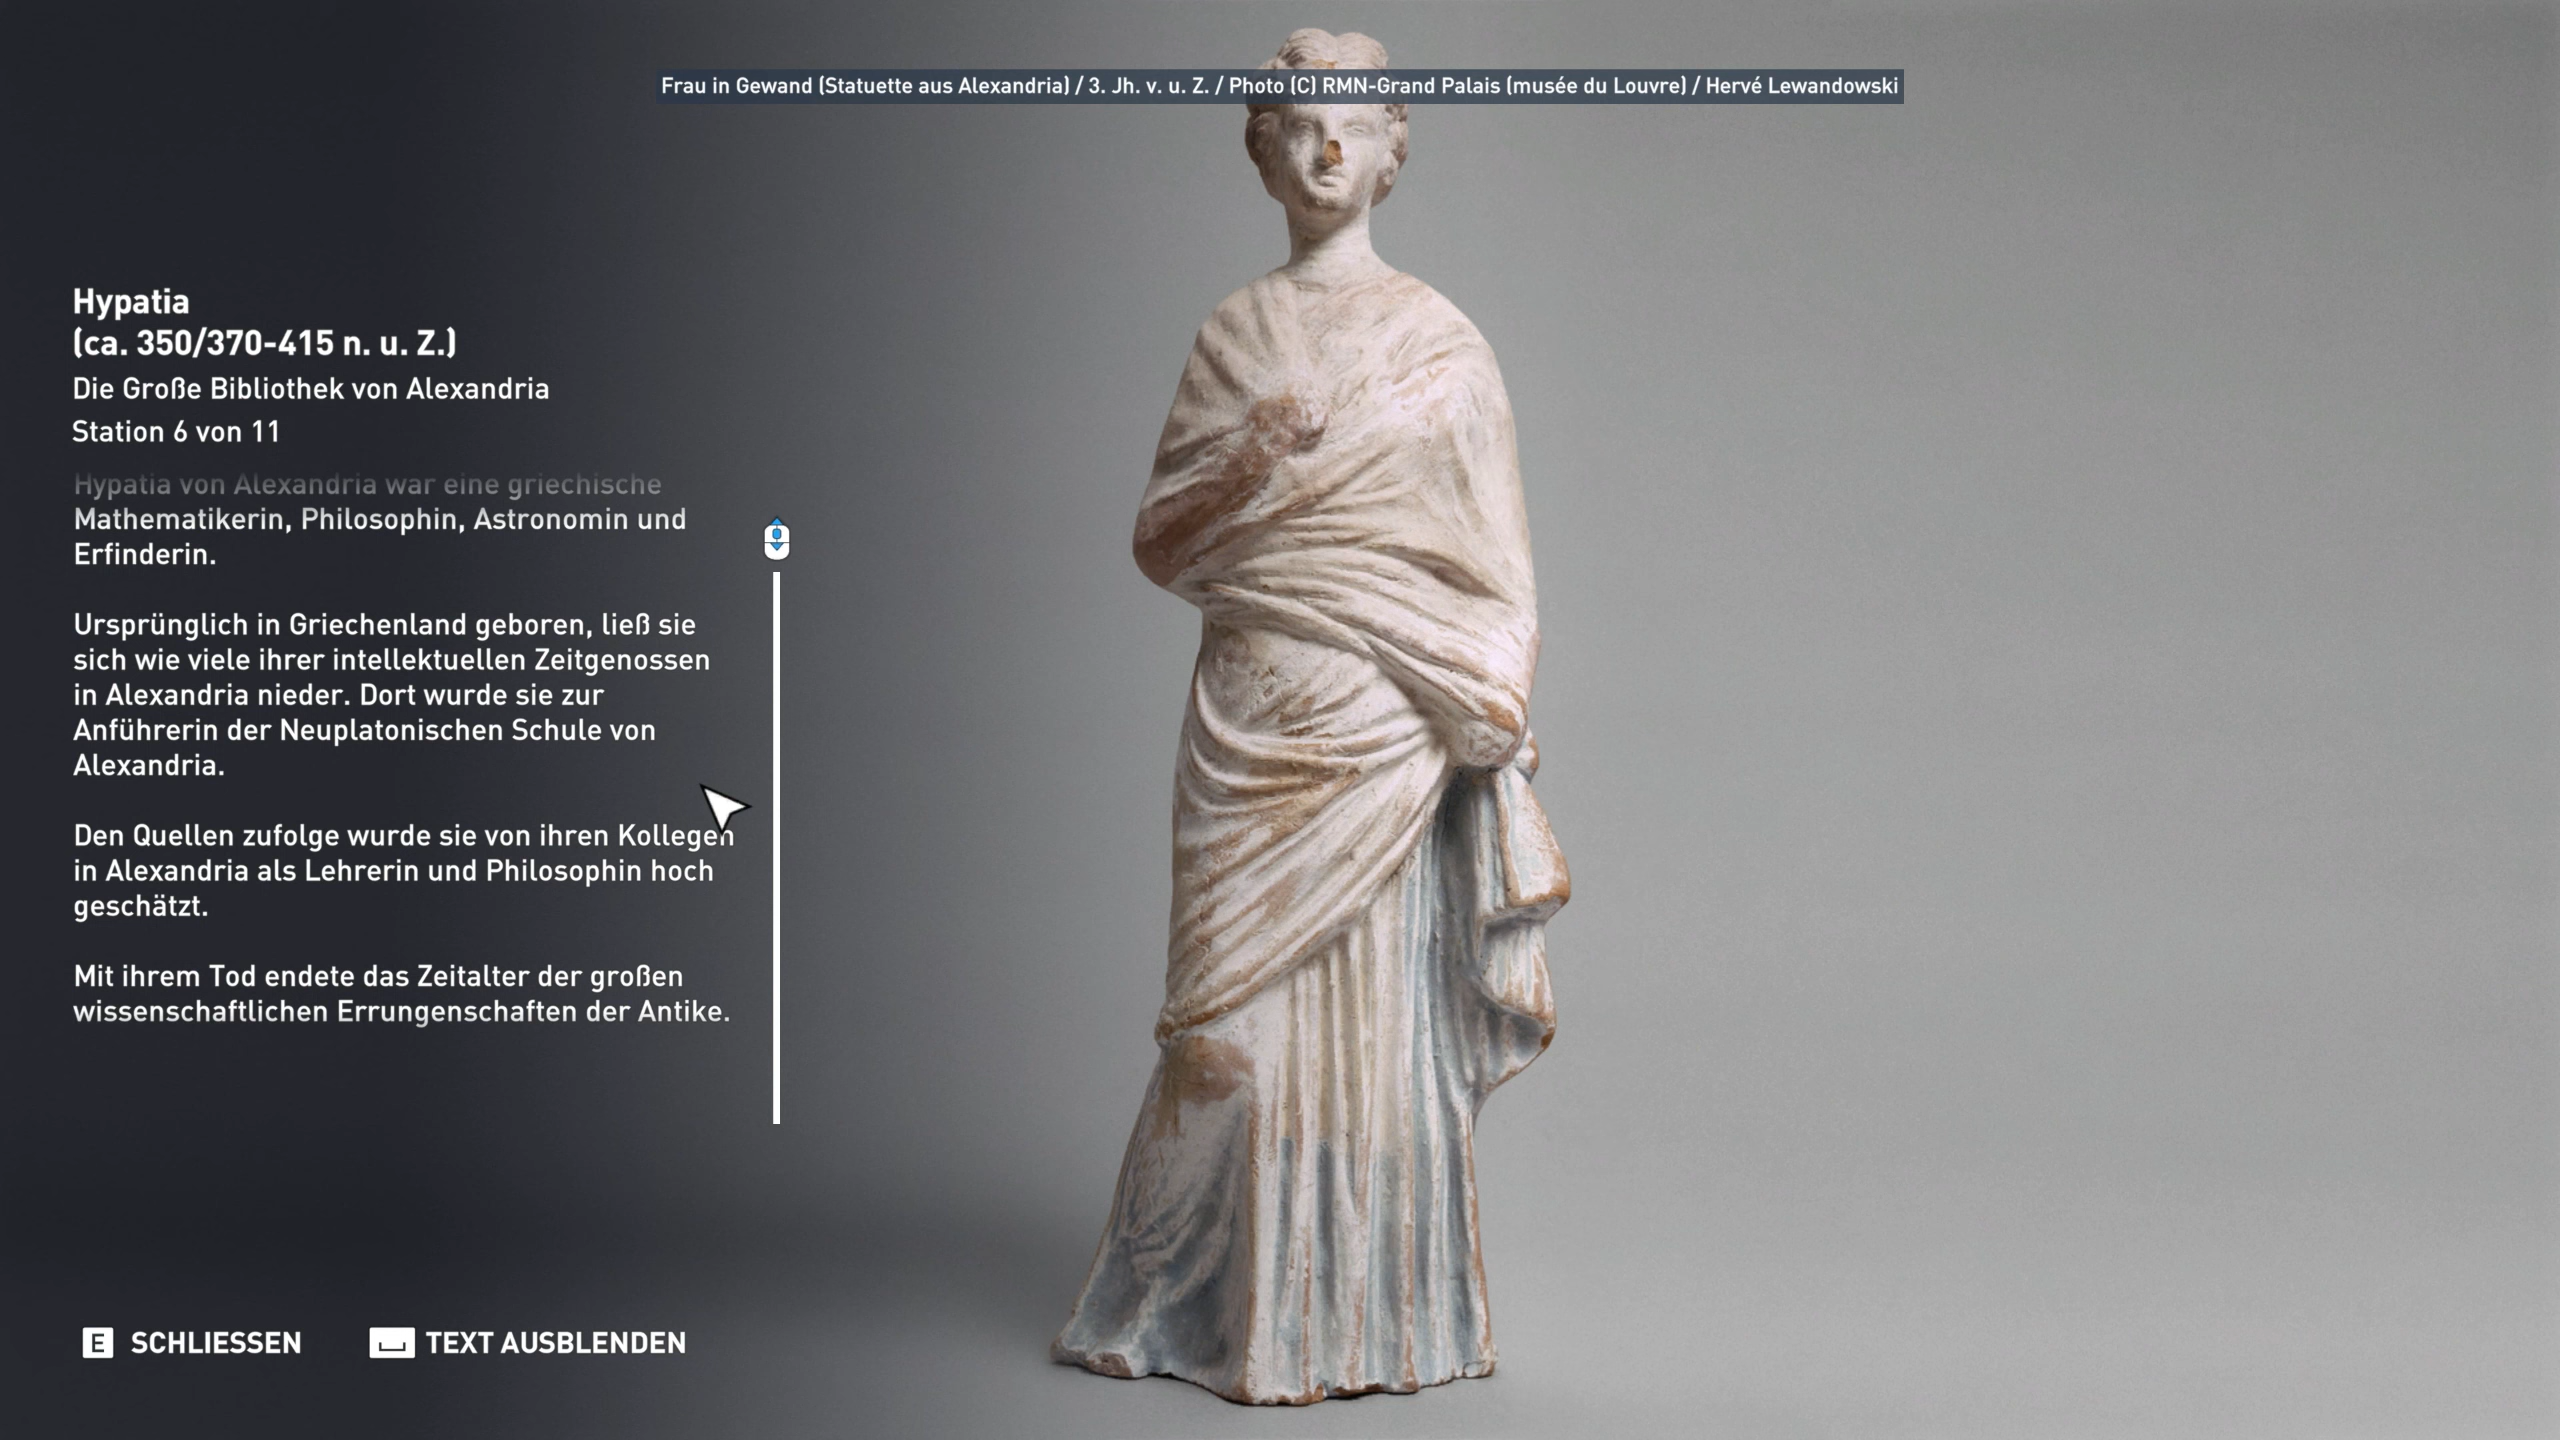 Frau in Gewand (Statuette aus Alexandria) / 3. Jh. v. u. Z. / Photo (C) RMN-Grand Palais (musée du Louvre) / Hervé Lewandowski
Hypatia
(ca. 350/370-415 n. u. Z.)
Die Große Bibliothek von Alexandria
Station 6 von 11
Hypatia von Alexandria war eine griechische
Mathematikerin, Philosophin, Astronomin und
Erfinderin.
Ursprünglich in Griechenland geboren, ließ sie
sich wie viele ihrer intellektuellen Zeitgenossen
in Alexandria nieder. Dort wurde sie zur
Anführerin der Neuplatonischen Schule von
Alexandria.
Den Quellen zufolge wurde sie von ihren Kollegen
in Alexandria als Lehrerin und Philosophin hoch
geschätzt.
Mit ihrem Tod endete das Zeitalter der großen
wissenschaftlichen Errungenschaften der Antike.
E SCHLIESSEN TEXT AUSBLENDEN